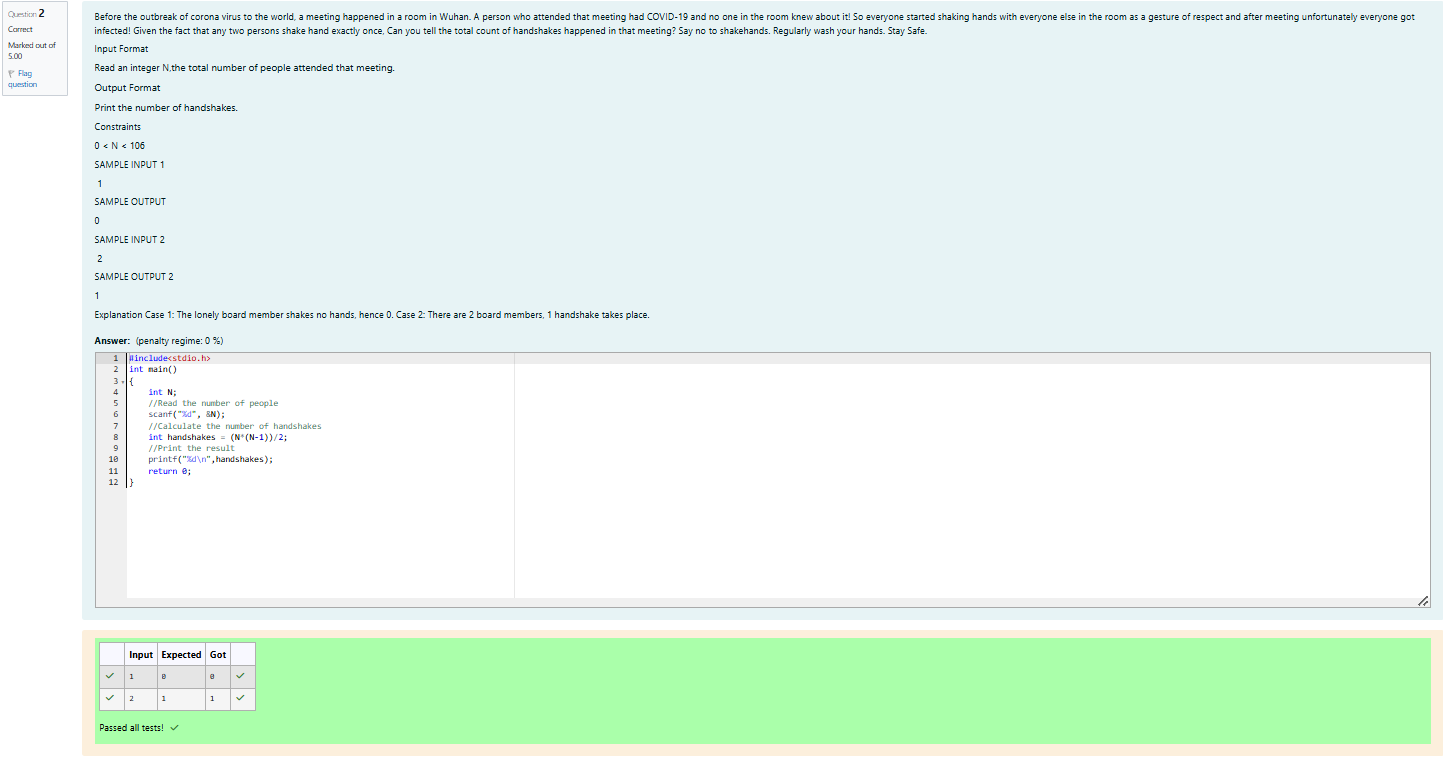 Question 2
Correct
Marked out of
5.00
Flag
question
Before the outbreak of corona virus to the world, a meeting happened in a room in Wuhan. A person who attended that meeting had COVID-19 and no one in the room knew about it! So everyone started shaking hands with everyone else in the room as a gesture of respect and after meeting unfortunately everyone got
infected! Given the fact that any two persons shake hand exactly once, Can you tell the total count of handshakes happened in that meeting? Say no to shakehands. Regularly wash your hands. Stay Safe.
Input Format
Read an integer N,the total number of people attended that meeting.
Output Format
Print the number of handshakes.
Constraints
0 < N < 106
SAMPLE INPUT 1
1
SAMPLE OUTPUT
0
SAMPLE INPUT 2
2
SAMPLE OUTPUT 2
1
Explanation Case 1: The lonely board member shakes no hands, hence 0. Case 2: There are 2 board members, 1 handshake takes place.
Answer: (penalty regime: 0 %)
1 #include<stdio.h>
2 int main()
3 {
4 int N;
5 //Read the number of people
6 scanf("%d", &N);
7 //Calculate the number of handshakes
8 int handshakes = (N*(N-1))/2;
9 //Print the result
10 printf("%d\n",handshakes);
11 return 0;
12 }
Input Expected Got
1 0 0
2 1 1
Passed all tests!